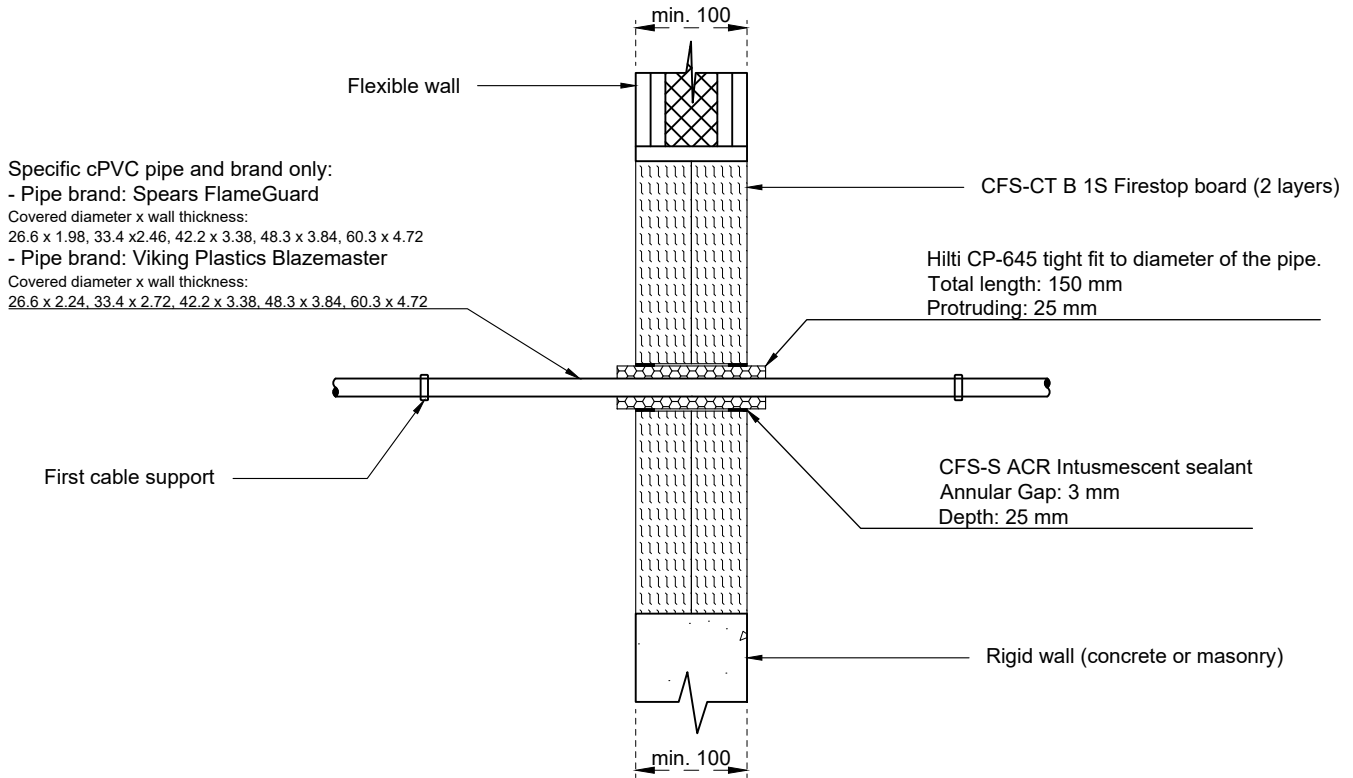 min. 100
Flexible wall
Specific cPVC pipe and brand only:
- Pipe brand: Spears FlameGuard
Covered diameter x wall thickness:
26.6 x 1.98, 33.4 x2.46, 42.2 x 3.38, 48.3 x 3.84, 60.3 x 4.72
- Pipe brand: Viking Plastics Blazemaster
Covered diameter x wall thickness:
26.6 x 2.24, 33.4 x 2.72, 42.2 x 3.38, 48.3 x 3.84, 60.3 x 4.72
CFS-CT B 1S Firestop board (2 layers)
Hilti CP-645 tight fit to diameter of the pipe.
Total length: 150 mm
Protruding: 25 mm
First cable support
CFS-S ACR Intusmescent sealant
Annular Gap: 3 mm
Depth: 25 mm
Rigid wall (concrete or masonry)
min. 100